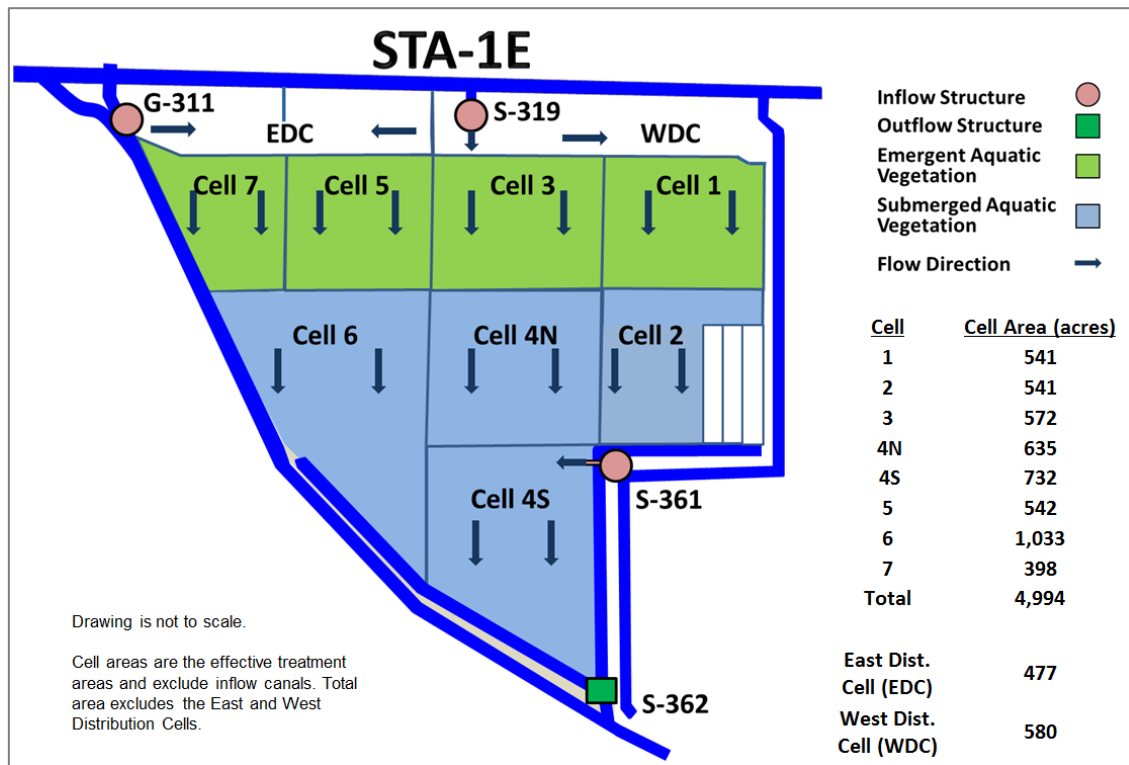 STA-1E
G-311
S-319
EDC
WDC
Cell 7
Cell 5
Cell 3
Cell 1
Cell 6
Cell 4N
Cell 2
Cell 4S
S-361
S-362
Drawing is not to scale.
Cell areas are the effective treatment
areas and exclude inflow canals. Total
area excludes the East and West
Distribution Cells.
Inflow Structure
Outflow Structure
Emergent Aquatic
Vegetation
Submerged Aquatic
Vegetation
Flow Direction
Cell Cell Area (acres)
1 541
2 541
3 572
4N 635
4S 732
5 542
6 1,033
7 398
Total 4,994
East Dist.
Cell (EDC) 477
West Dist.
Cell (WDC) 580